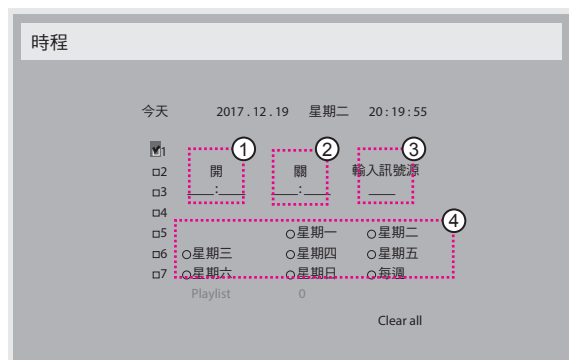 時程
今天 2017 . 12 . 19 星期二 20 : 19 : 55
1 ① ② ③
2 開 關 輸入訊號源
3 ___:___ ___:___ ___
4 ④
5 星期一 星期二
6 星期三 星期四 星期五
7 星期六 星期日 每週
Playlist 0
Clear all